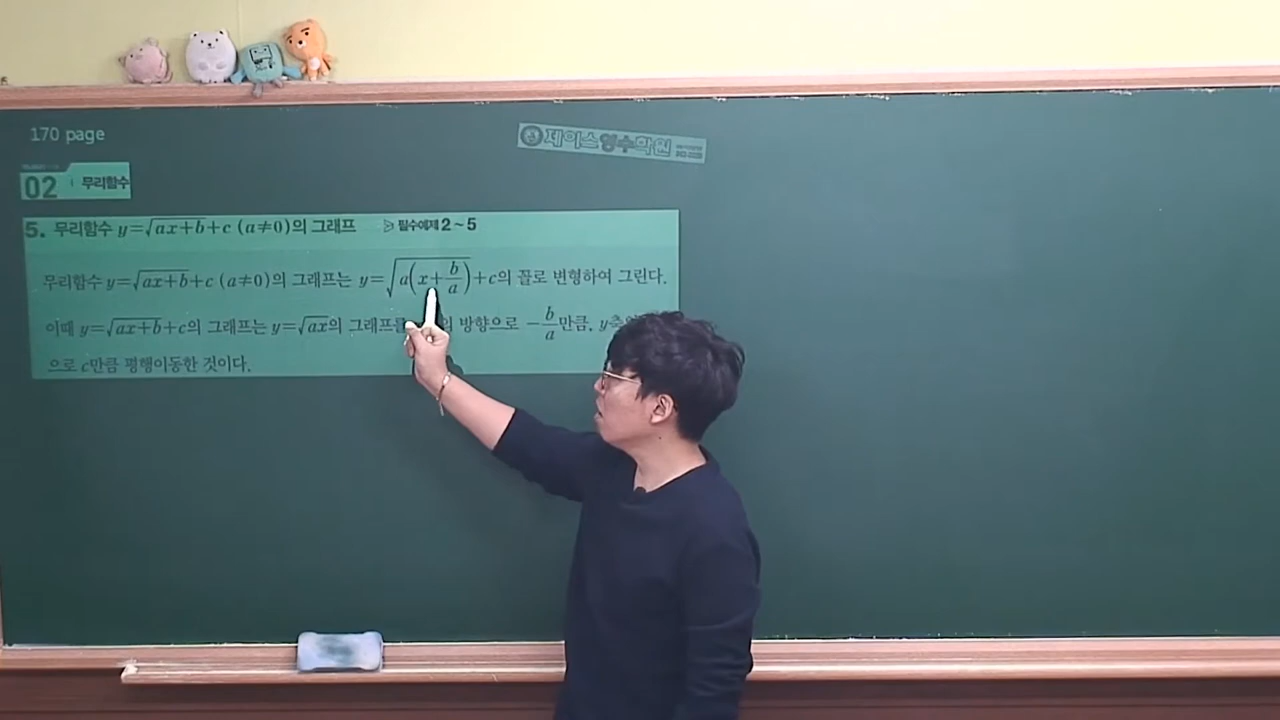 170 page
제이스영수학원
02 무리함수
5. 무리함수 y=√(ax+b)+c (a≠0)의 그래프 필수예제 2~5
무리함수 y=√(ax+b)+c (a≠0)의 그래프는 y=√(a(x+b/a))+c의 꼴로 변형하여 그린다.
이때 y=√(ax+b)+c의 그래프는 y=√(ax)의 그래프를 방향으로 -b/a만큼, y축
으로 c만큼 평행이동한 것이다.